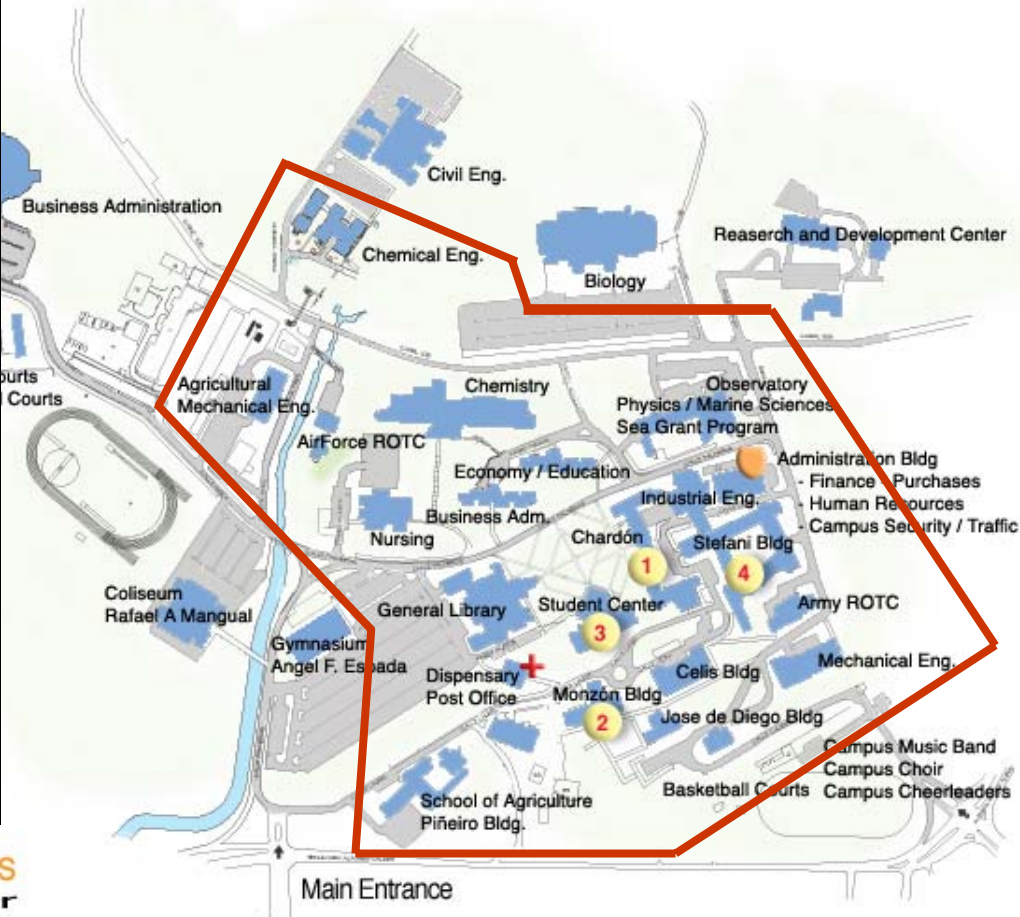 Civil Eng.
Business Administration
Chemical Eng.
Reaserch and Development Center
Biology
ourts
l Courts
Agricultural
Mechanical Eng.
Chemistry
Observatory
Physics / Marine Sciences
Sea Grant Program
AirForce ROTC
Economy / Education
Administration Bldg
- Finance - Purchases
- Human Resources
- Campus Security / Traffic
Industrial Eng.
Business Adm.
Nursing
Chardón
Stefani Bldg
1
4
Coliseum
Rafael A Mangual
General Library
Student Center
Army ROTC
3
Gymnasium
Angel F. Espada
Dispensary
Post Office
Celis Bldg
Mechanical Eng.
Monzón Bldg
2
Jose de Diego Bldg
Campus Music Band
Campus Choir
Campus Cheerleaders
Basketball Courts
School of Agriculture
Piñeiro Bldg.
s
r
Main Entrance